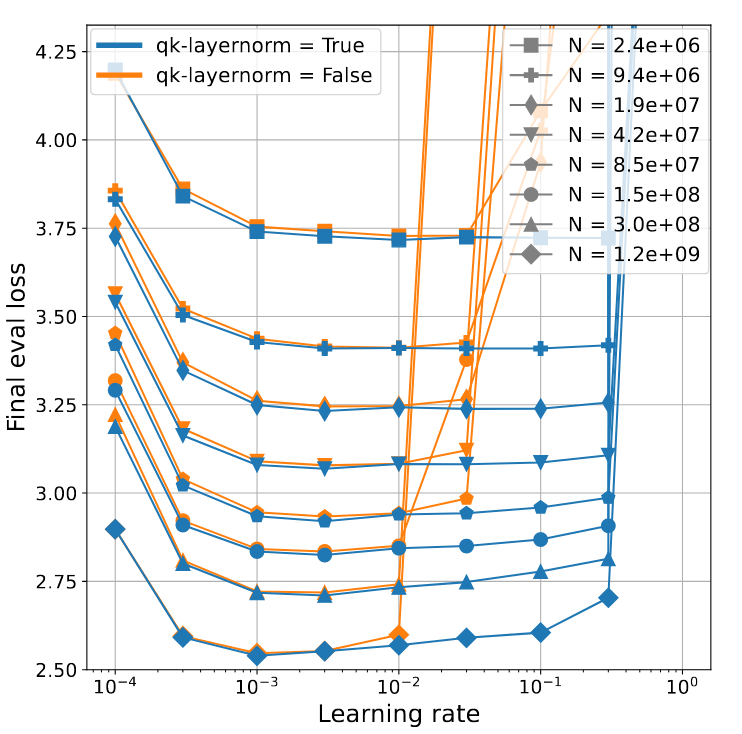 qk-layernorm = True
qk-layernorm = False
N = 2.4e+06
N = 9.4e+06
N = 1.9e+07
N = 4.2e+07
N = 8.5e+07
N = 1.5e+08
N = 3.0e+08
N = 1.2e+09
Final eval loss
4.25
4.00
3.75
3.50
3.25
3.00
2.75
2.50
10⁻⁴ 10⁻³ 10⁻² 10⁻¹ 10⁰
Learning rate